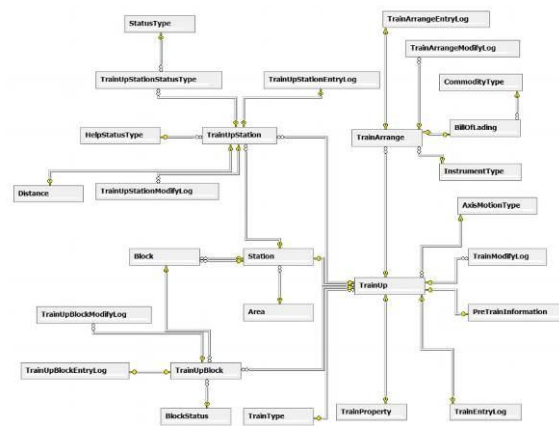 StatusType
TrainArrangeEntryLog
TrainArrangeModifyLog
TrainUpStationStatusType
TrainUpStationEntryLog
CommodityType
HelpStatusType
TrainUpStation
TrainArrange
BillOfLading
InstrumentType
Distance
TrainUpStationModifyLog
AxisMotionType
Block
Station
TrainModifyLog
TrainUp
Area
PreTrainInformation
TrainUpBlockModifyLog
TrainUpBlockEntryLog
TrainUpBlock
BlockStatus
TrainType
TrainProperty
TrainEntryLog